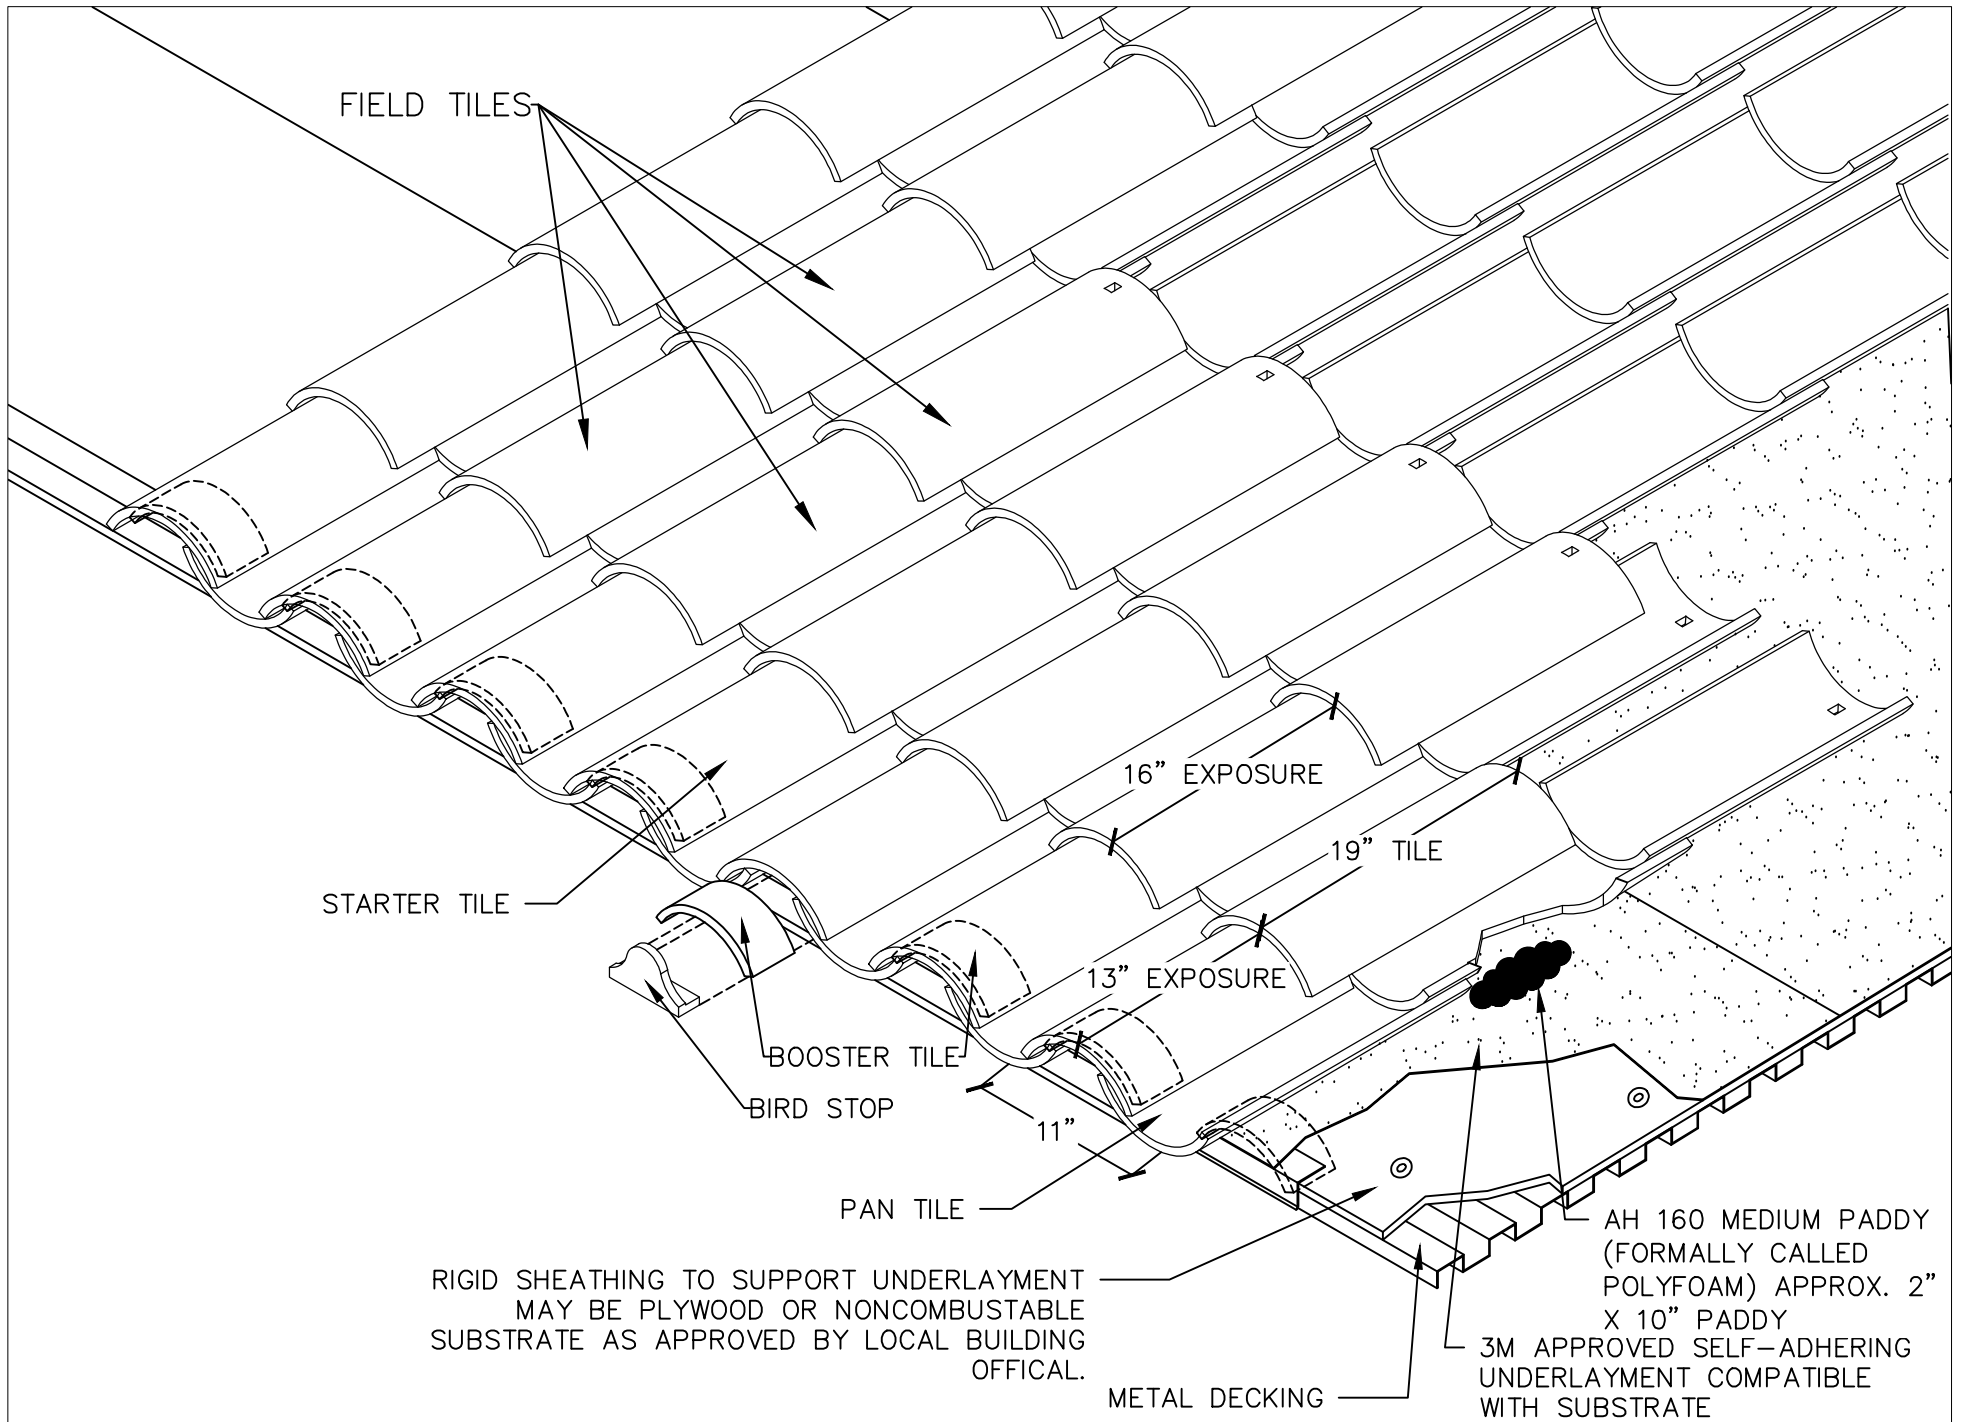 FIELD TILES
16” EXPOSURE
19” TILE
STARTER TILE
13” EXPOSURE
BOOSTER TILE
BIRD STOP
11”
PAN TILE
RIGID SHEATHING TO SUPPORT UNDERLAYMENT
MAY BE PLYWOOD OR NONCOMBUSTABLE
SUBSTRATE AS APPROVED BY LOCAL BUILDING
OFFICAL.
METAL DECKING
AH 160 MEDIUM PADDY
(FORMALLY CALLED
POLYFOAM) APPROX. 2”
X 10” PADDY
3M APPROVED SELF-ADHERING
UNDERLAYMENT COMPATIBLE
WITH SUBSTRATE